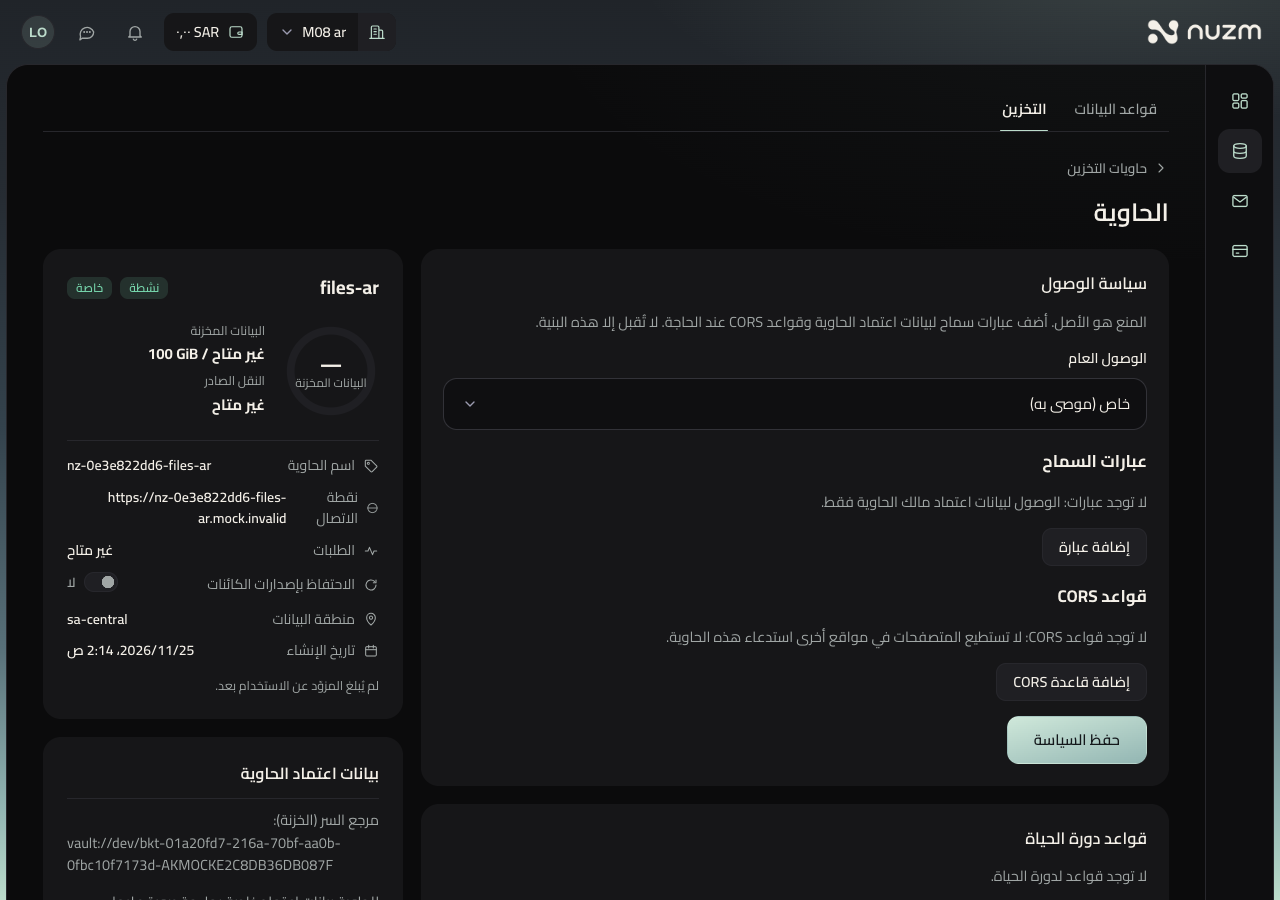 nuzm
M08 ar
٠٫٠٠ SAR
LO
قواعد البيانات
التخزين
حاويات التخزين
الحاوية
سياسة الوصول
المنع هو الأصل. أضف عبارات سماح لبيانات اعتماد الحاوية وقواعد CORS عند الحاجة. لا تُقبل إلا هذه البنية.
الوصول العام
خاص (موصى به)
عبارات السماح
لا توجد عبارات: الوصول لبيانات اعتماد مالك الحاوية فقط.
إضافة عبارة
قواعد CORS
لا توجد قواعد CORS: لا تستطيع المتصفحات في مواقع أخرى استدعاء هذه الحاوية.
إضافة قاعدة CORS
حفظ السياسة
قواعد دورة الحياة
لا توجد قواعد لدورة الحياة.
files-ar
نشطة
خاصة
—
البيانات المخزنة
البيانات المخزنة
غير متاح / 100 GiB
النقل الصادر
غير متاح
اسم الحاوية
nz-0e3e822dd6-files-ar
نقطة الاتصال
https://nz-0e3e822dd6-files-
ar.mock.invalid
الطلبات
غير متاح
الاحتفاظ بإصدارات الكائنات
لا
منطقة البيانات
sa-central
تاريخ الإنشاء
2026/11/25، 2:14 ص
لم يُبلغ المزوّد عن الاستخدام بعد.
بيانات اعتماد الحاوية
مرجع السر (الخزنة):
vault://dev/bkt-01a20fd7-216a-70bf-aa0b-
0fbc10f7173d-AKMOCKE2C8DB36DB087F